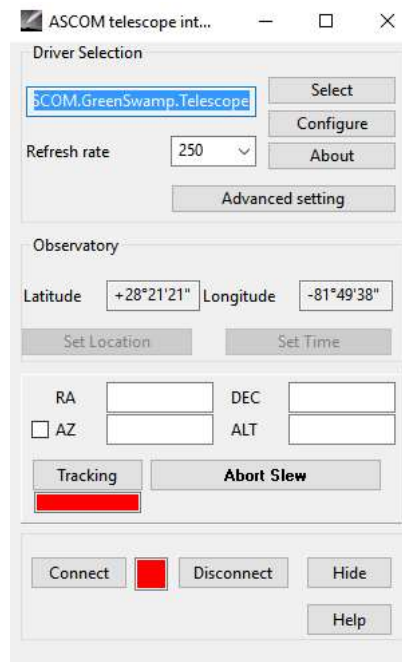 ASCOM telescope int...
Driver Selection
SCOM.GreenSwamp.Telescope
Select
Configure
Refresh rate
250
About
Advanced setting
Observatory
Latitude
+28°21'21"
Longitude
-81°49'38"
Set Location
Set Time
RA
DEC
AZ
ALT
Tracking
Abort Slew
Connect
Disconnect
Hide
Help